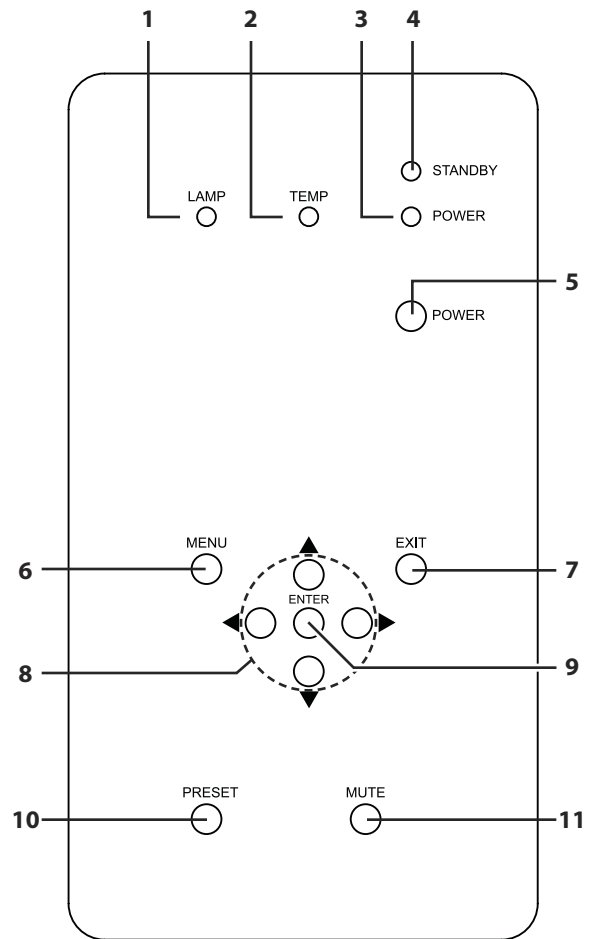 1 2 3 4
STANDBY
LAMP TEMP
POWER
5
POWER
MENU EXIT
6 7
ENTER
8 9
PRESET MUTE
10 11